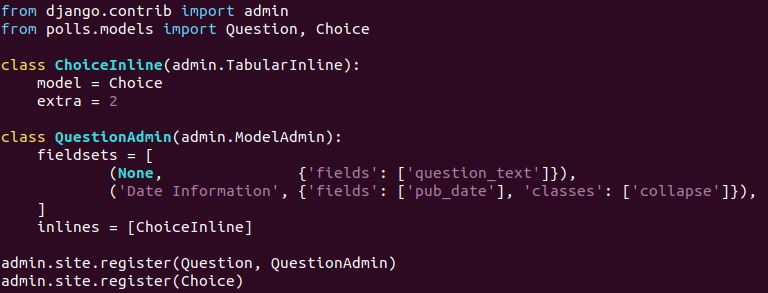 from django.contrib import admin
from polls.models import Question, Choice

class ChoiceInline(admin.TabularInline):
    model = Choice
    extra = 2

class QuestionAdmin(admin.ModelAdmin):
    fieldsets = [
            (None,               {'fields': ['question_text']}),
            ('Date Information', {'fields': ['pub_date'], 'classes': ['collapse']}),
    ]
    inlines = [ChoiceInline]

admin.site.register(Question, QuestionAdmin)
admin.site.register(Choice)